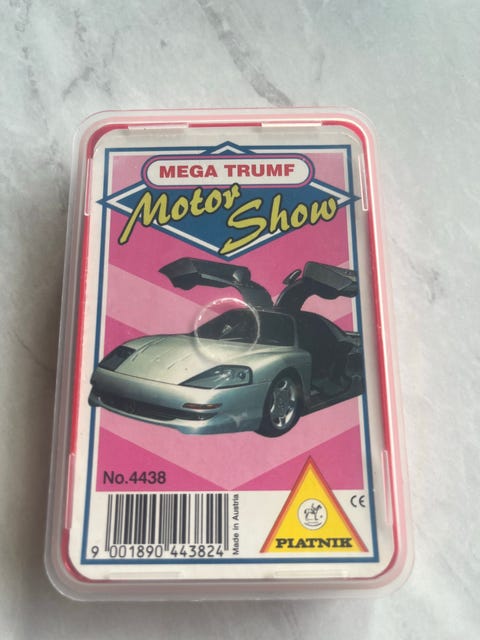 MEGA TRUMF
Motor
Show
No.4438
Made in Austria
9 001890 443824
CE
PIATNIK